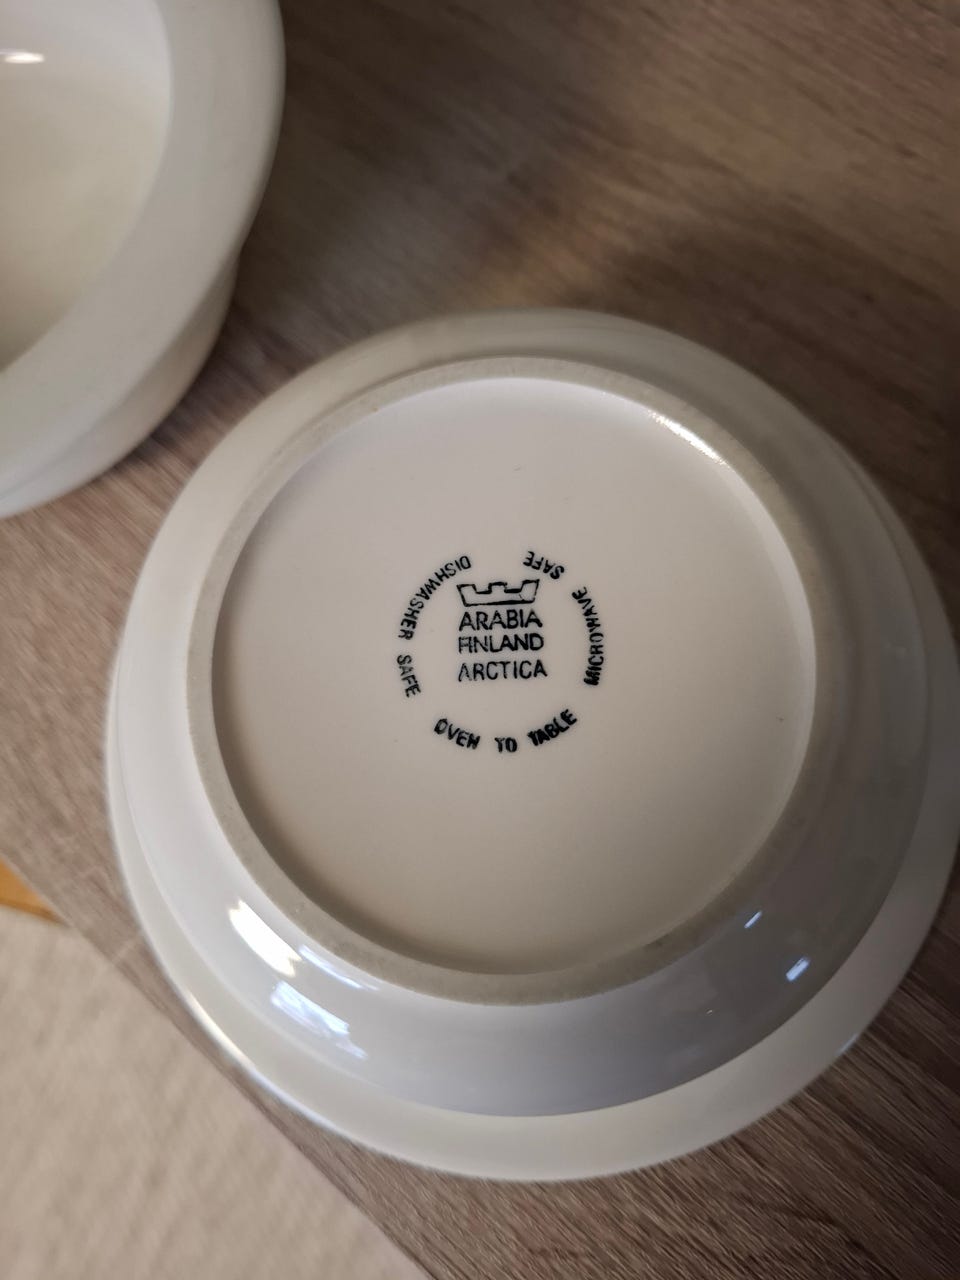 ARABIA
FINLAND
ARCTICA
DISHWASHER SAFE
OVEN TO TABLE
MICROWAVE SAFE